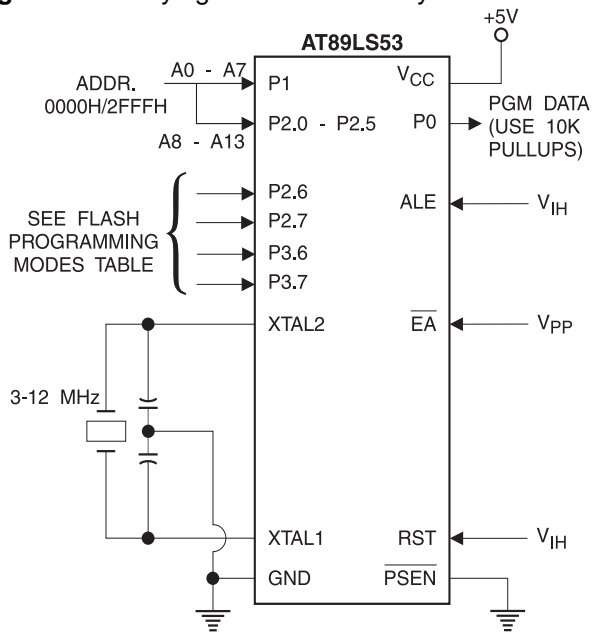 +5V
AT89LS53
ADDR.
0000H/2FFFH
A0 - A7
A8 - A13
P1
P2.0 - P2.5
VCC
P0
PGM DATA
(USE 10K
PULLUPS)
SEE FLASH
PROGRAMMING
MODES TABLE
P2.6
P2.7
P3.6
P3.7
ALE
VIH
XTAL2
EA
VPP
3-12 MHz
XTAL1
RST
VIH
GND
PSEN